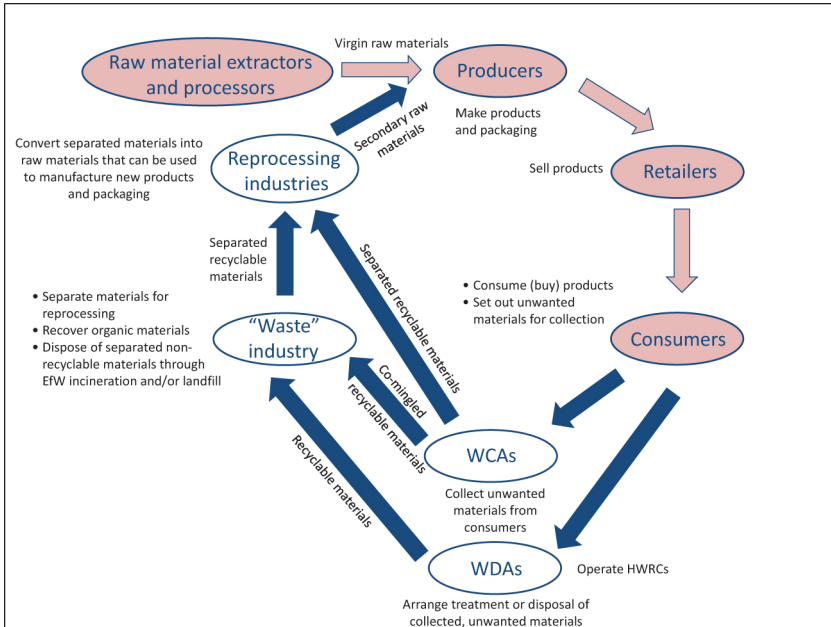 Virgin raw materials
Raw material extractors
and processors
Producers
Make products
and packaging
Secondary raw
materials
Convert separated materials into
raw materials that can be used
to manufacture new products
and packaging
Reprocessing
industries
Sell products
Retailers
Separated
recyclable
materials
Separated recyclable materials
• Consume (buy) products
• Set out unwanted
materials for collection
• Separate materials for
reprocessing
• Recover organic materials
• Dispose of separated non-
recyclable materials through
EfW incineration and/or landfill
"Waste"
industry
Consumers
Co-mingled
recyclable materials
Recyclable materials
WCAs
Collect unwanted
materials from
consumers
WDAs
Operate HWRCs
Arrange treatment or disposal of
collected, unwanted materials